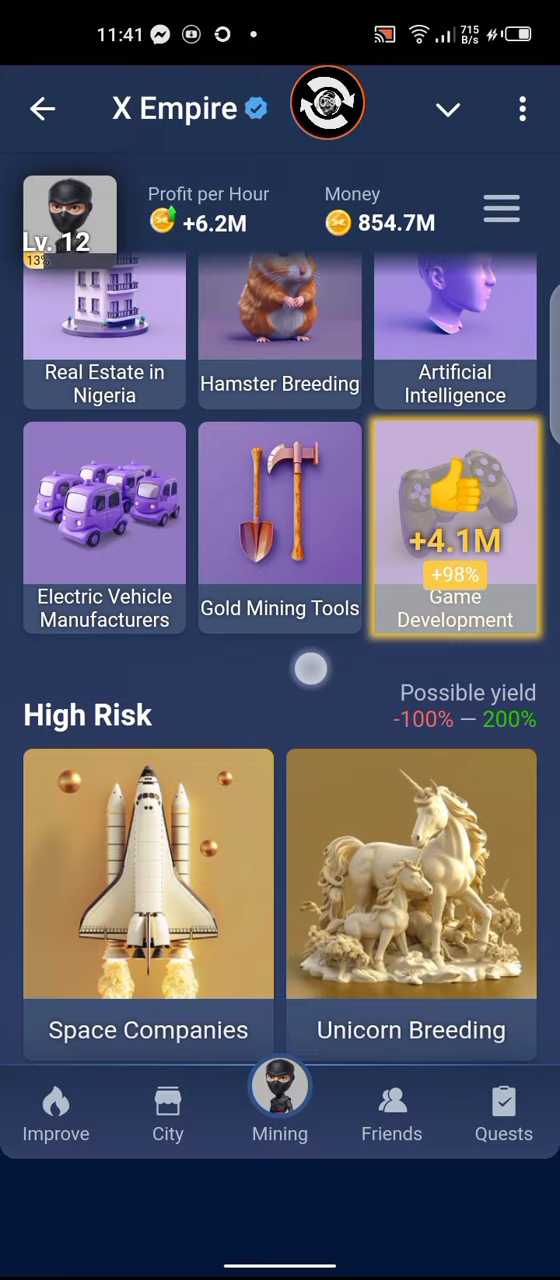 11:41
715
B/s
X Empire
Profit per Hour
Money
+6.2M
854.7M
Lv. 12
13%
Real Estate in
Nigeria
Hamster Breeding
Artificial
Intelligence
+4.1M
+98%
Electric Vehicle
Manufacturers
Gold Mining Tools
Game
Development
Possible yield
High Risk
-100% — 200%
Space Companies
Unicorn Breeding
Improve
City
Mining
Friends
Quests